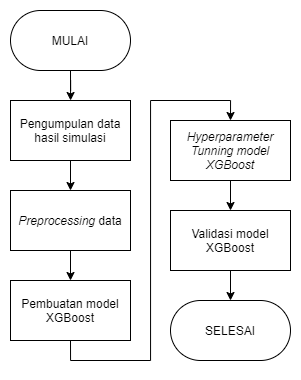 MULAI
Pengumpulan data
hasil simulasi
Preprocessing data
Pembuatan model
XGBoost
Hyperparameter
Tunning model
XGBoost
Validasi model
XGBoost
SELESAI